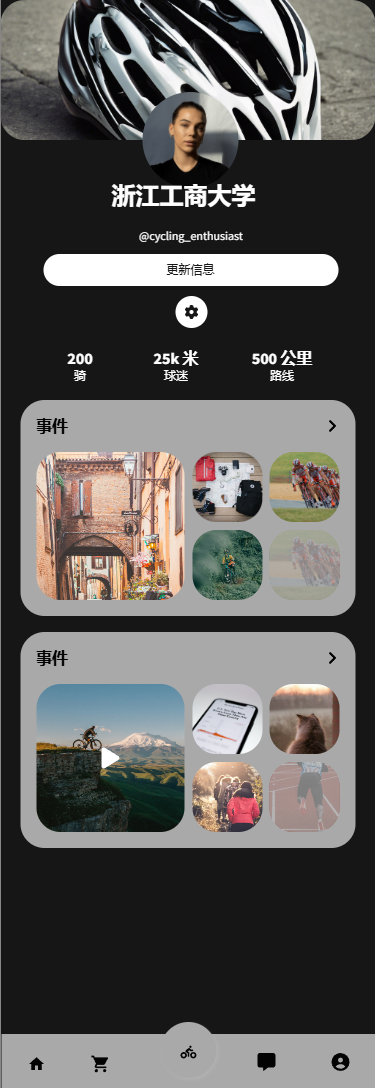 浙江工商大学
@cycling_enthusiast
更新信息
200
骑
25k 米
球迷
500 公里
路线
事件
事件